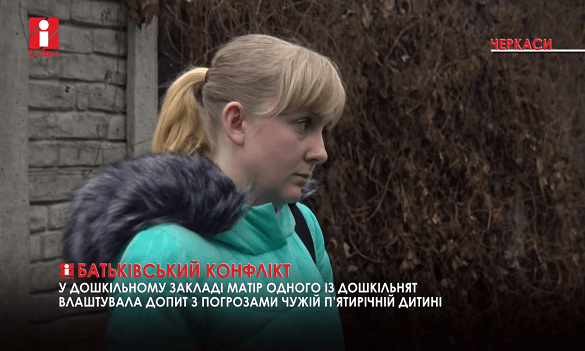 ЧЕРКАСИ
БАТЬКІВСЬКИЙ КОНФЛІКТ
У ДОШКІЛЬНОМУ ЗАКЛАДІ МАТІР ОДНОГО ІЗ ДОШКІЛЬНЯТ
ВЛАШТУВАЛА ДОПИТ З ПОГРОЗАМИ ЧУЖІЙ П'ЯТИРІЧНІЙ ДИТИНІ